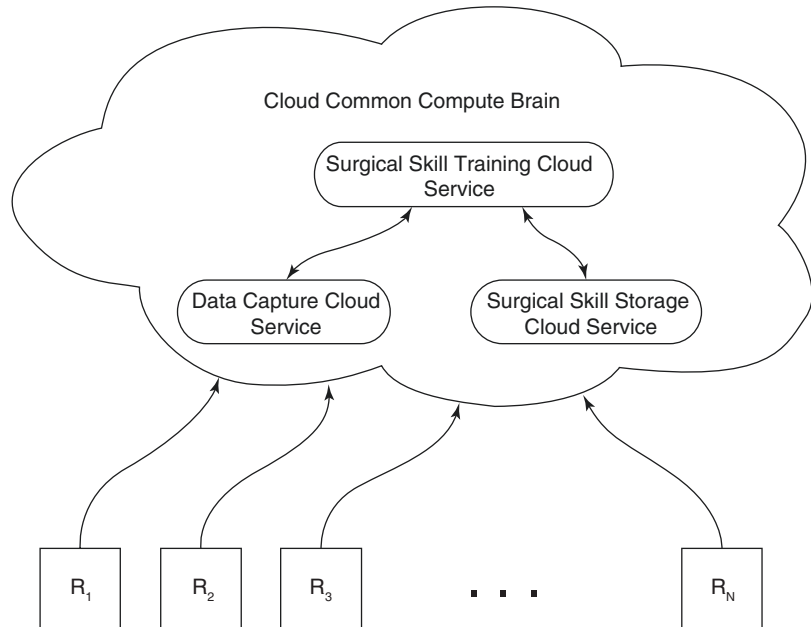 Cloud Common Compute Brain
Surgical Skill Training Cloud
Service
Data Capture Cloud
Service
Surgical Skill Storage
Cloud Service
R₁
R₂
R₃
. . .
R_N